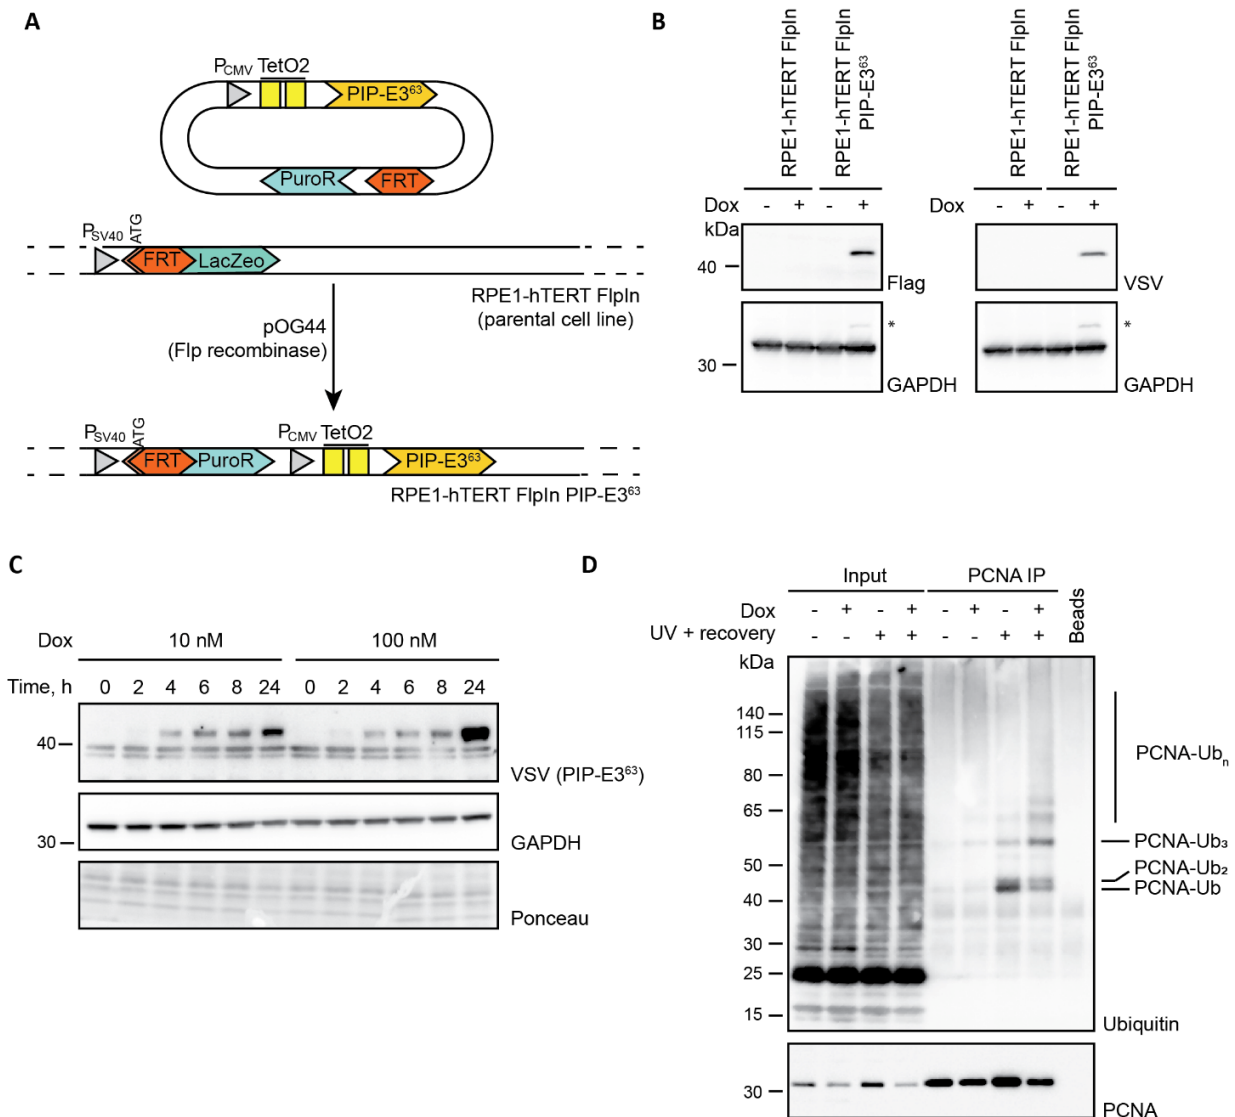 A
P_CMV TetO2
PIP-E3⁶³
PuroR FRT
P_SV40 ATG
FRT LacZeo
RPE1-hTERT FlpIn
(parental cell line)
pOG44
(Flp recombinase)
P_SV40 ATG P_CMV TetO2
FRT PuroR PIP-E3⁶³
RPE1-hTERT FlpIn PIP-E3⁶³
B
RPE1-hTERT FlpIn
RPE1-hTERT FlpIn
PIP-E3⁶³
Dox - + - +
kDa
40
Flag
*
30
GAPDH
RPE1-hTERT FlpIn
RPE1-hTERT FlpIn
PIP-E3⁶³
Dox - + - +
VSV
*
GAPDH
C
Dox 10 nM 100 nM
Time, h 0 2 4 6 8 24 0 2 4 6 8 24
40
VSV (PIP-E3⁶³)
30
GAPDH
Ponceau
D
Input PCNA IP Beads
Dox - + - + - + - +
UV + recovery - - + + - - + +
kDa
140
115
80
65
50
40
30
25
15
PCNA-Ubₙ
PCNA-Ub₃
PCNA-Ub₂
PCNA-Ub
Ubiquitin
30
PCNA